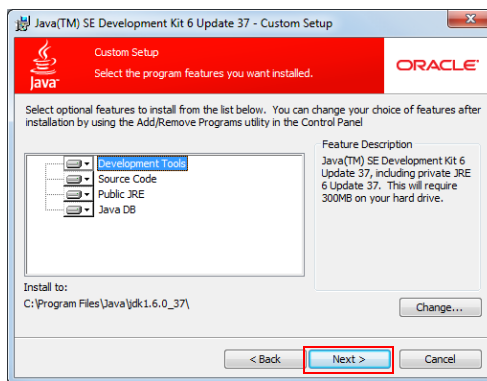 Java(TM) SE Development Kit 6 Update 37 - Custom Setup
Custom Setup
Select the program features you want installed.
Java
ORACLE
Select optional features to install from the list below. You can change your choice of features after
installation by using the Add/Remove Programs utility in the Control Panel
Development Tools
Source Code
Public JRE
Java DB
Feature Description
Java(TM) SE Development Kit 6
Update 37, including private JRE
6 Update 37. This will require
300MB on your hard drive.
Install to:
C:\Program Files\Java\jdk1.6.0_37\
Change...
< Back
Next >
Cancel